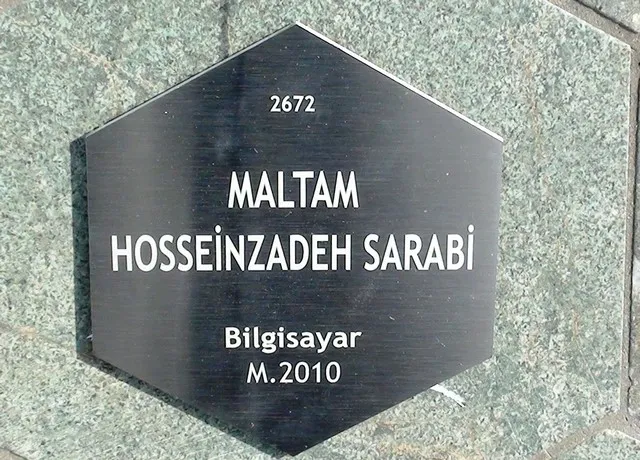 2672
MALTAM
HOSSEİNZADEH SARABİ
Bilgisayar
M.2010